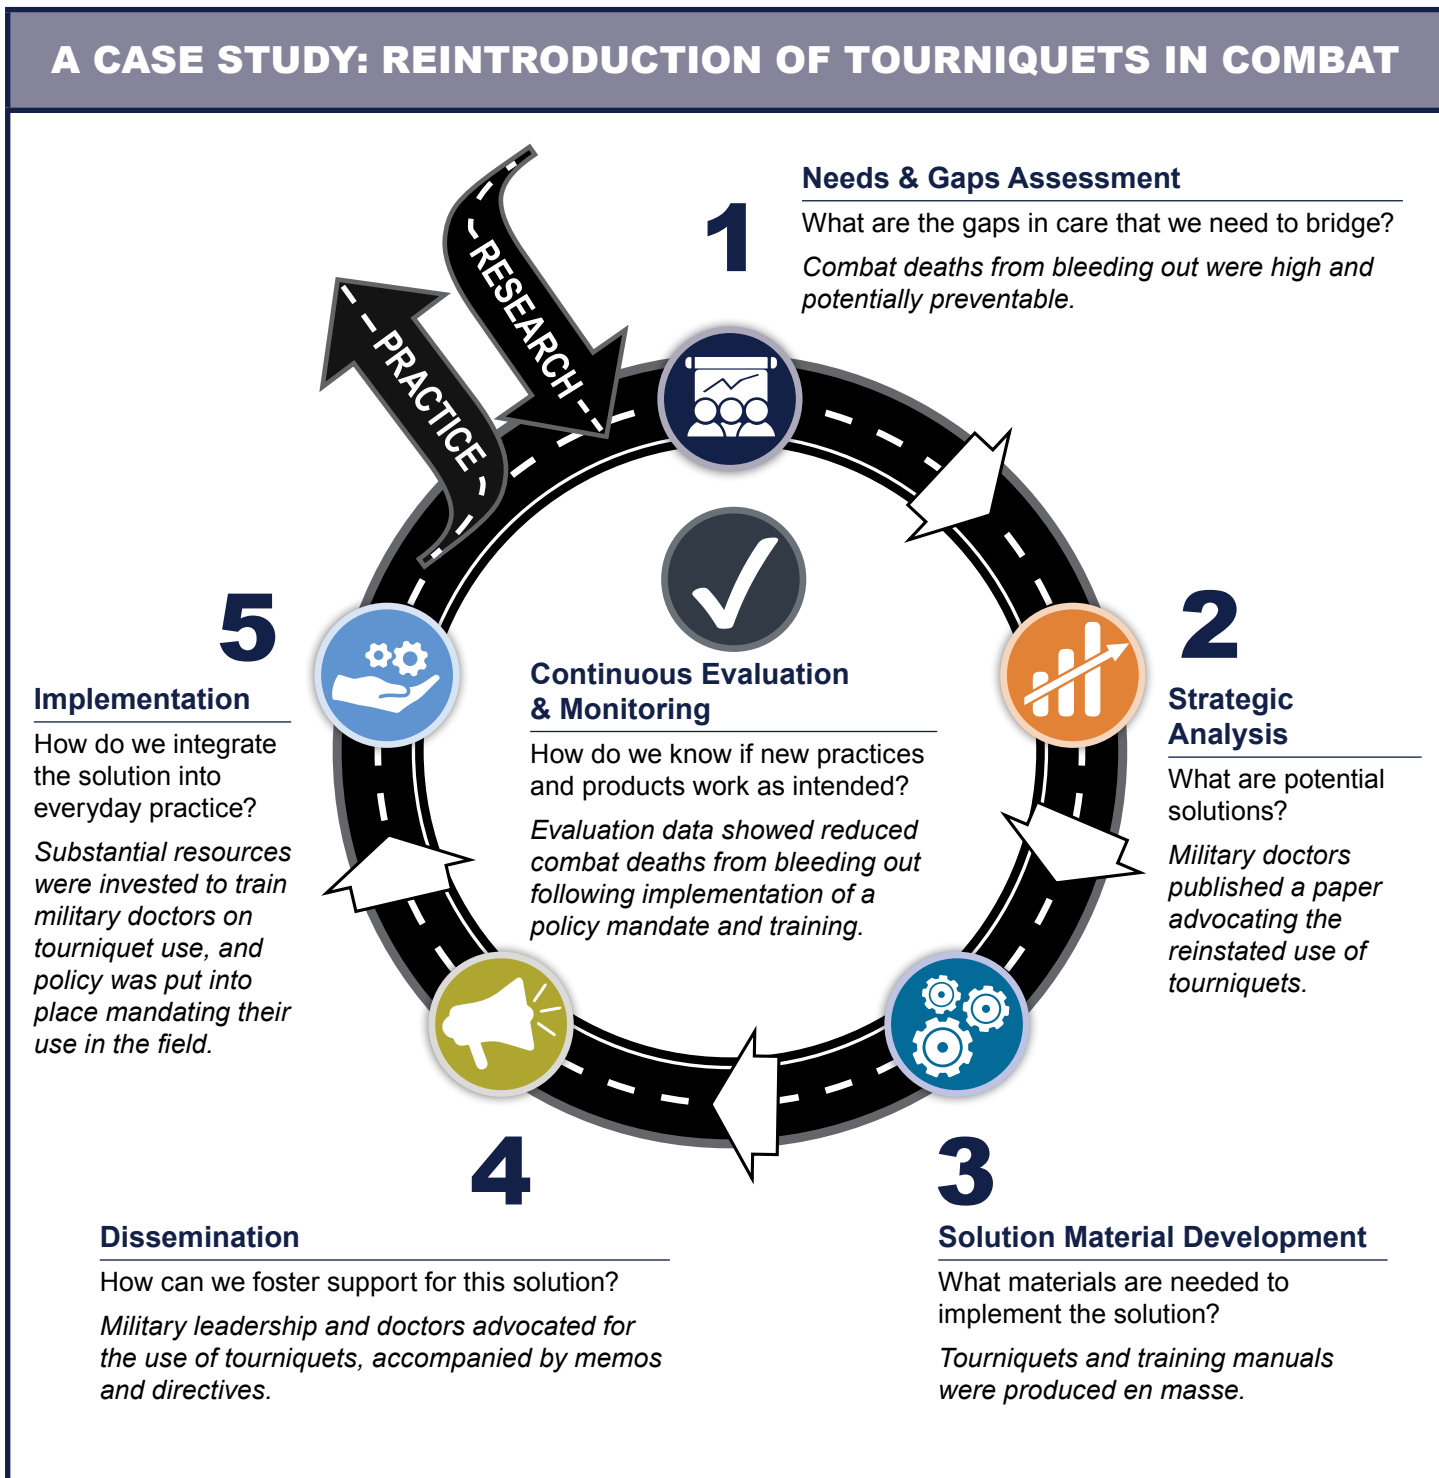 A CASE STUDY: REINTRODUCTION OF TOURNIQUETS IN COMBAT
RESEARCH
PRACTICE
1
Needs & Gaps Assessment
What are the gaps in care that we need to bridge?
Combat deaths from bleeding out were high and
potentially preventable.
2
Strategic
Analysis
What are potential
solutions?
Military doctors
published a paper
advocating the
reinstated use of
tourniquets.
3
Solution Material Development
What materials are needed to
implement the solution?
Tourniquets and training manuals
were produced en masse.
4
Dissemination
How can we foster support for this solution?
Military leadership and doctors advocated for
the use of tourniquets, accompanied by memos
and directives.
5
Implementation
How do we integrate
the solution into
everyday practice?
Substantial resources
were invested to train
military doctors on
tourniquet use, and
policy was put into
place mandating their
use in the field.
Continuous Evaluation
& Monitoring
How do we know if new practices
and products work as intended?
Evaluation data showed reduced
combat deaths from bleeding out
following implementation of a
policy mandate and training.